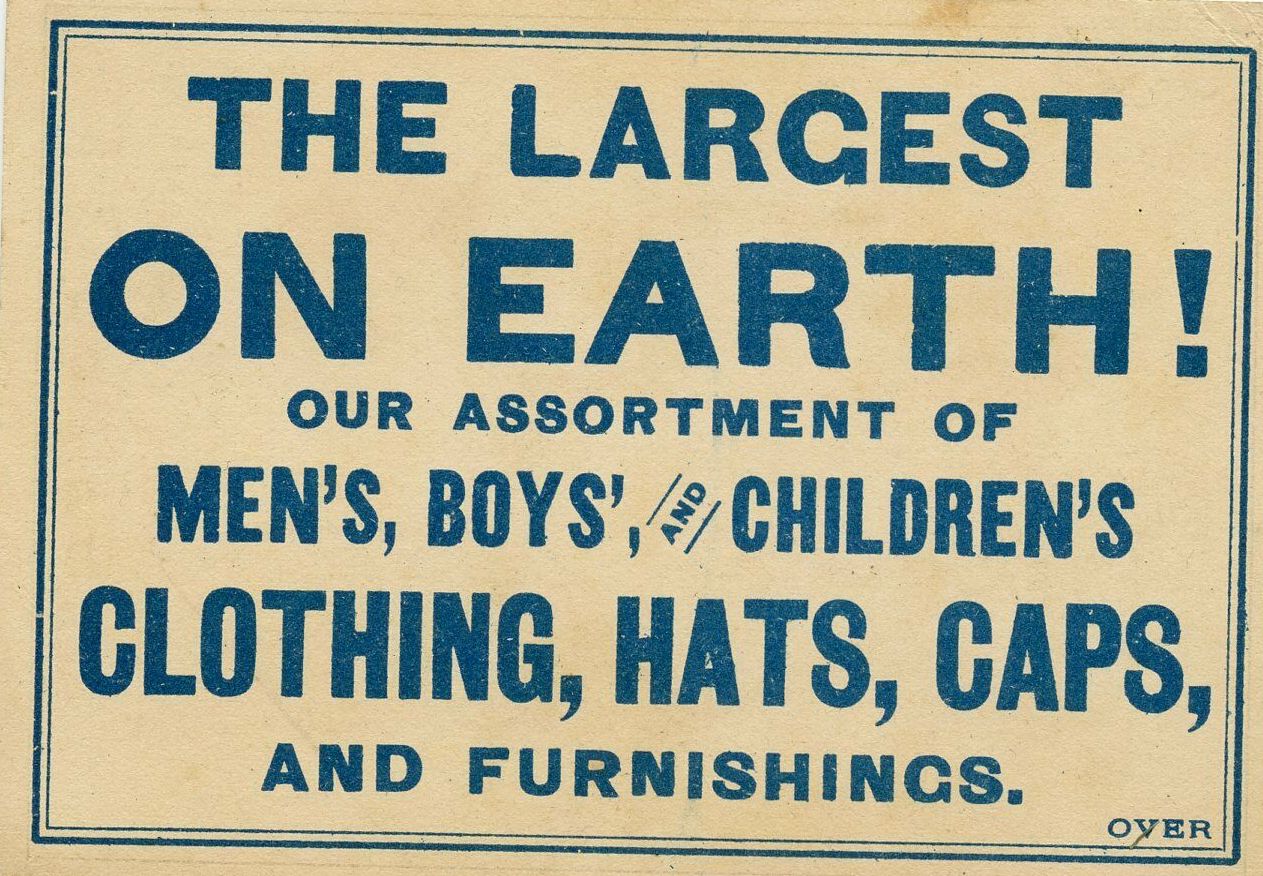 THE LARGEST
ON EARTH!
OUR ASSORTMENT OF
MEN'S, BOYS', AND CHILDREN'S
CLOTHING, HATS, CAPS,
AND FURNISHINGS.
OVER